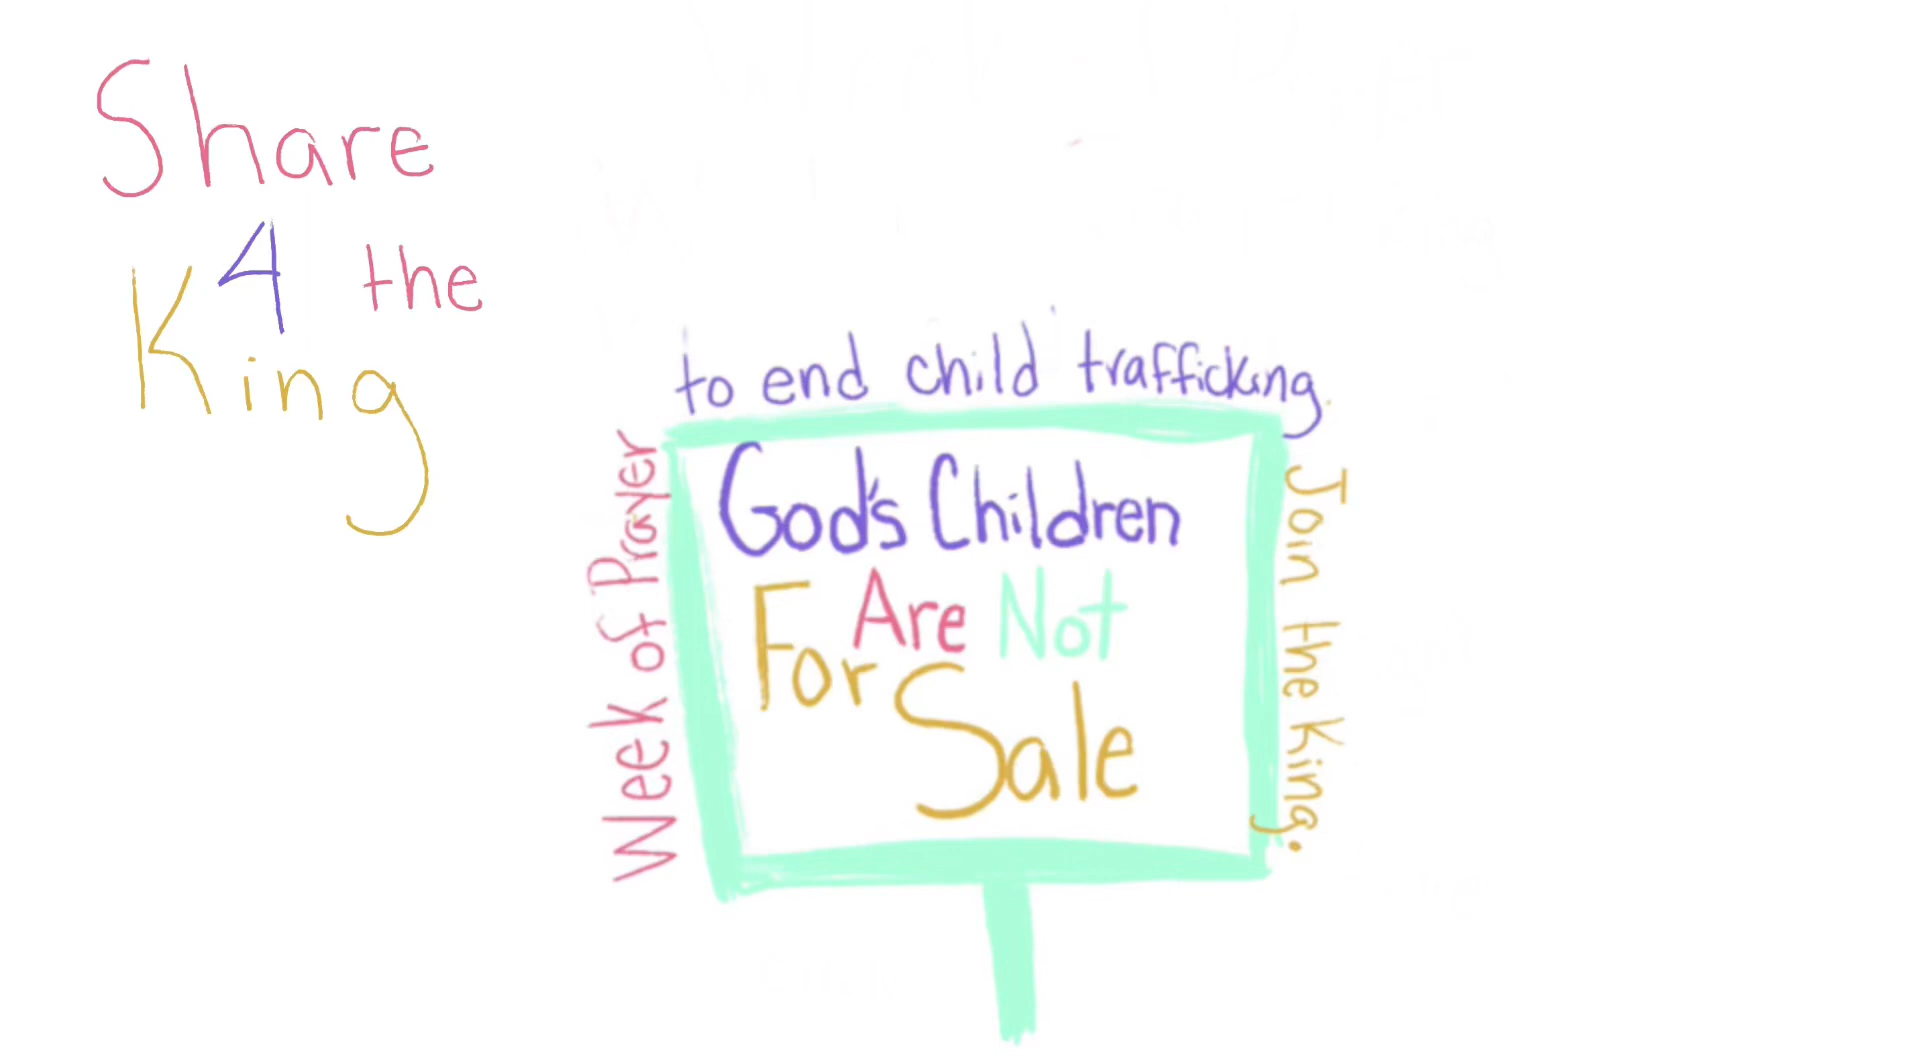 Share
4 the
King
Week of Prayer
to end child trafficking
God's Children
Are Not
For
Sale
Join the King.